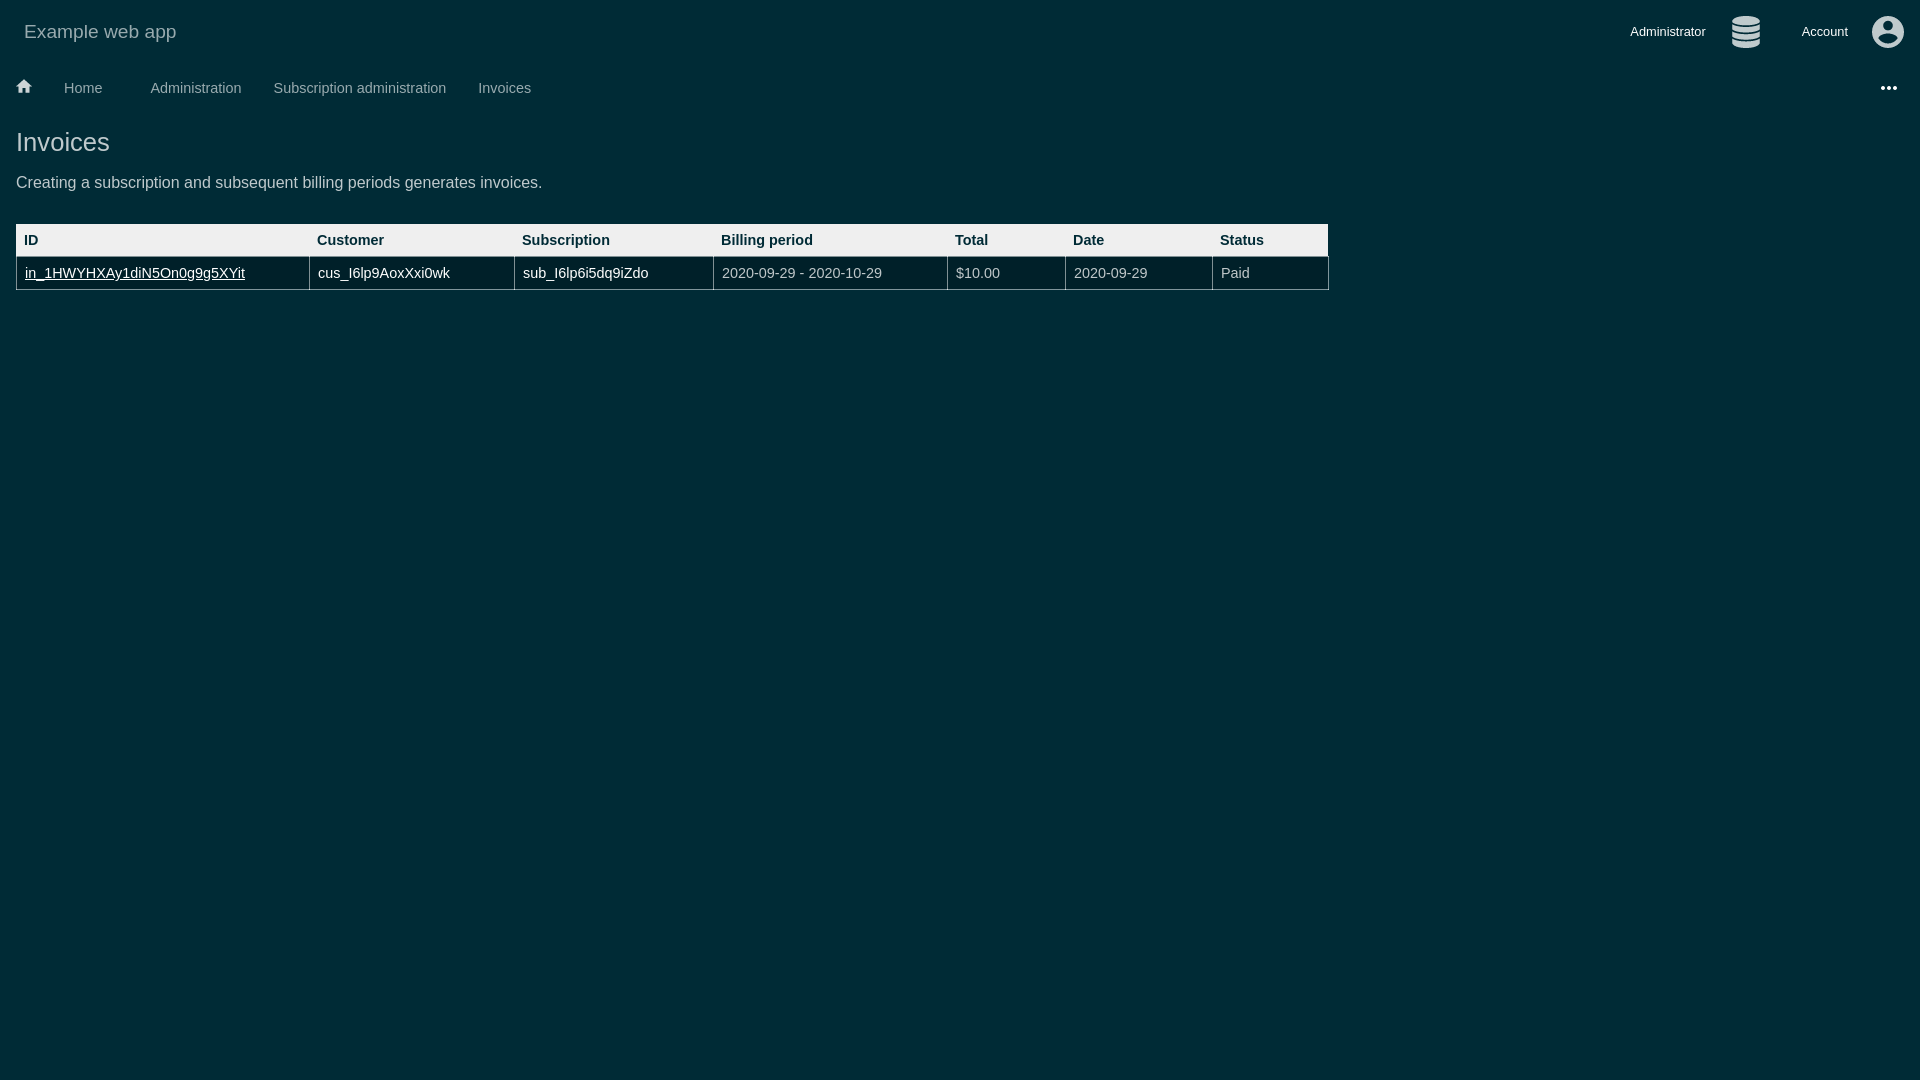 Example web app
Administrator
Account
Home
Administration
Subscription administration
Invoices
Invoices
Creating a subscription and subsequent billing periods generates invoices.
ID Customer Subscription Billing period Total Date Status
in_1HWYHXAy1diN5On0g9g5XYit cus_I6lp9AoxXxi0wk sub_I6lp6i5dq9iZdo 2020-09-29 - 2020-10-29 $10.00 2020-09-29 Paid